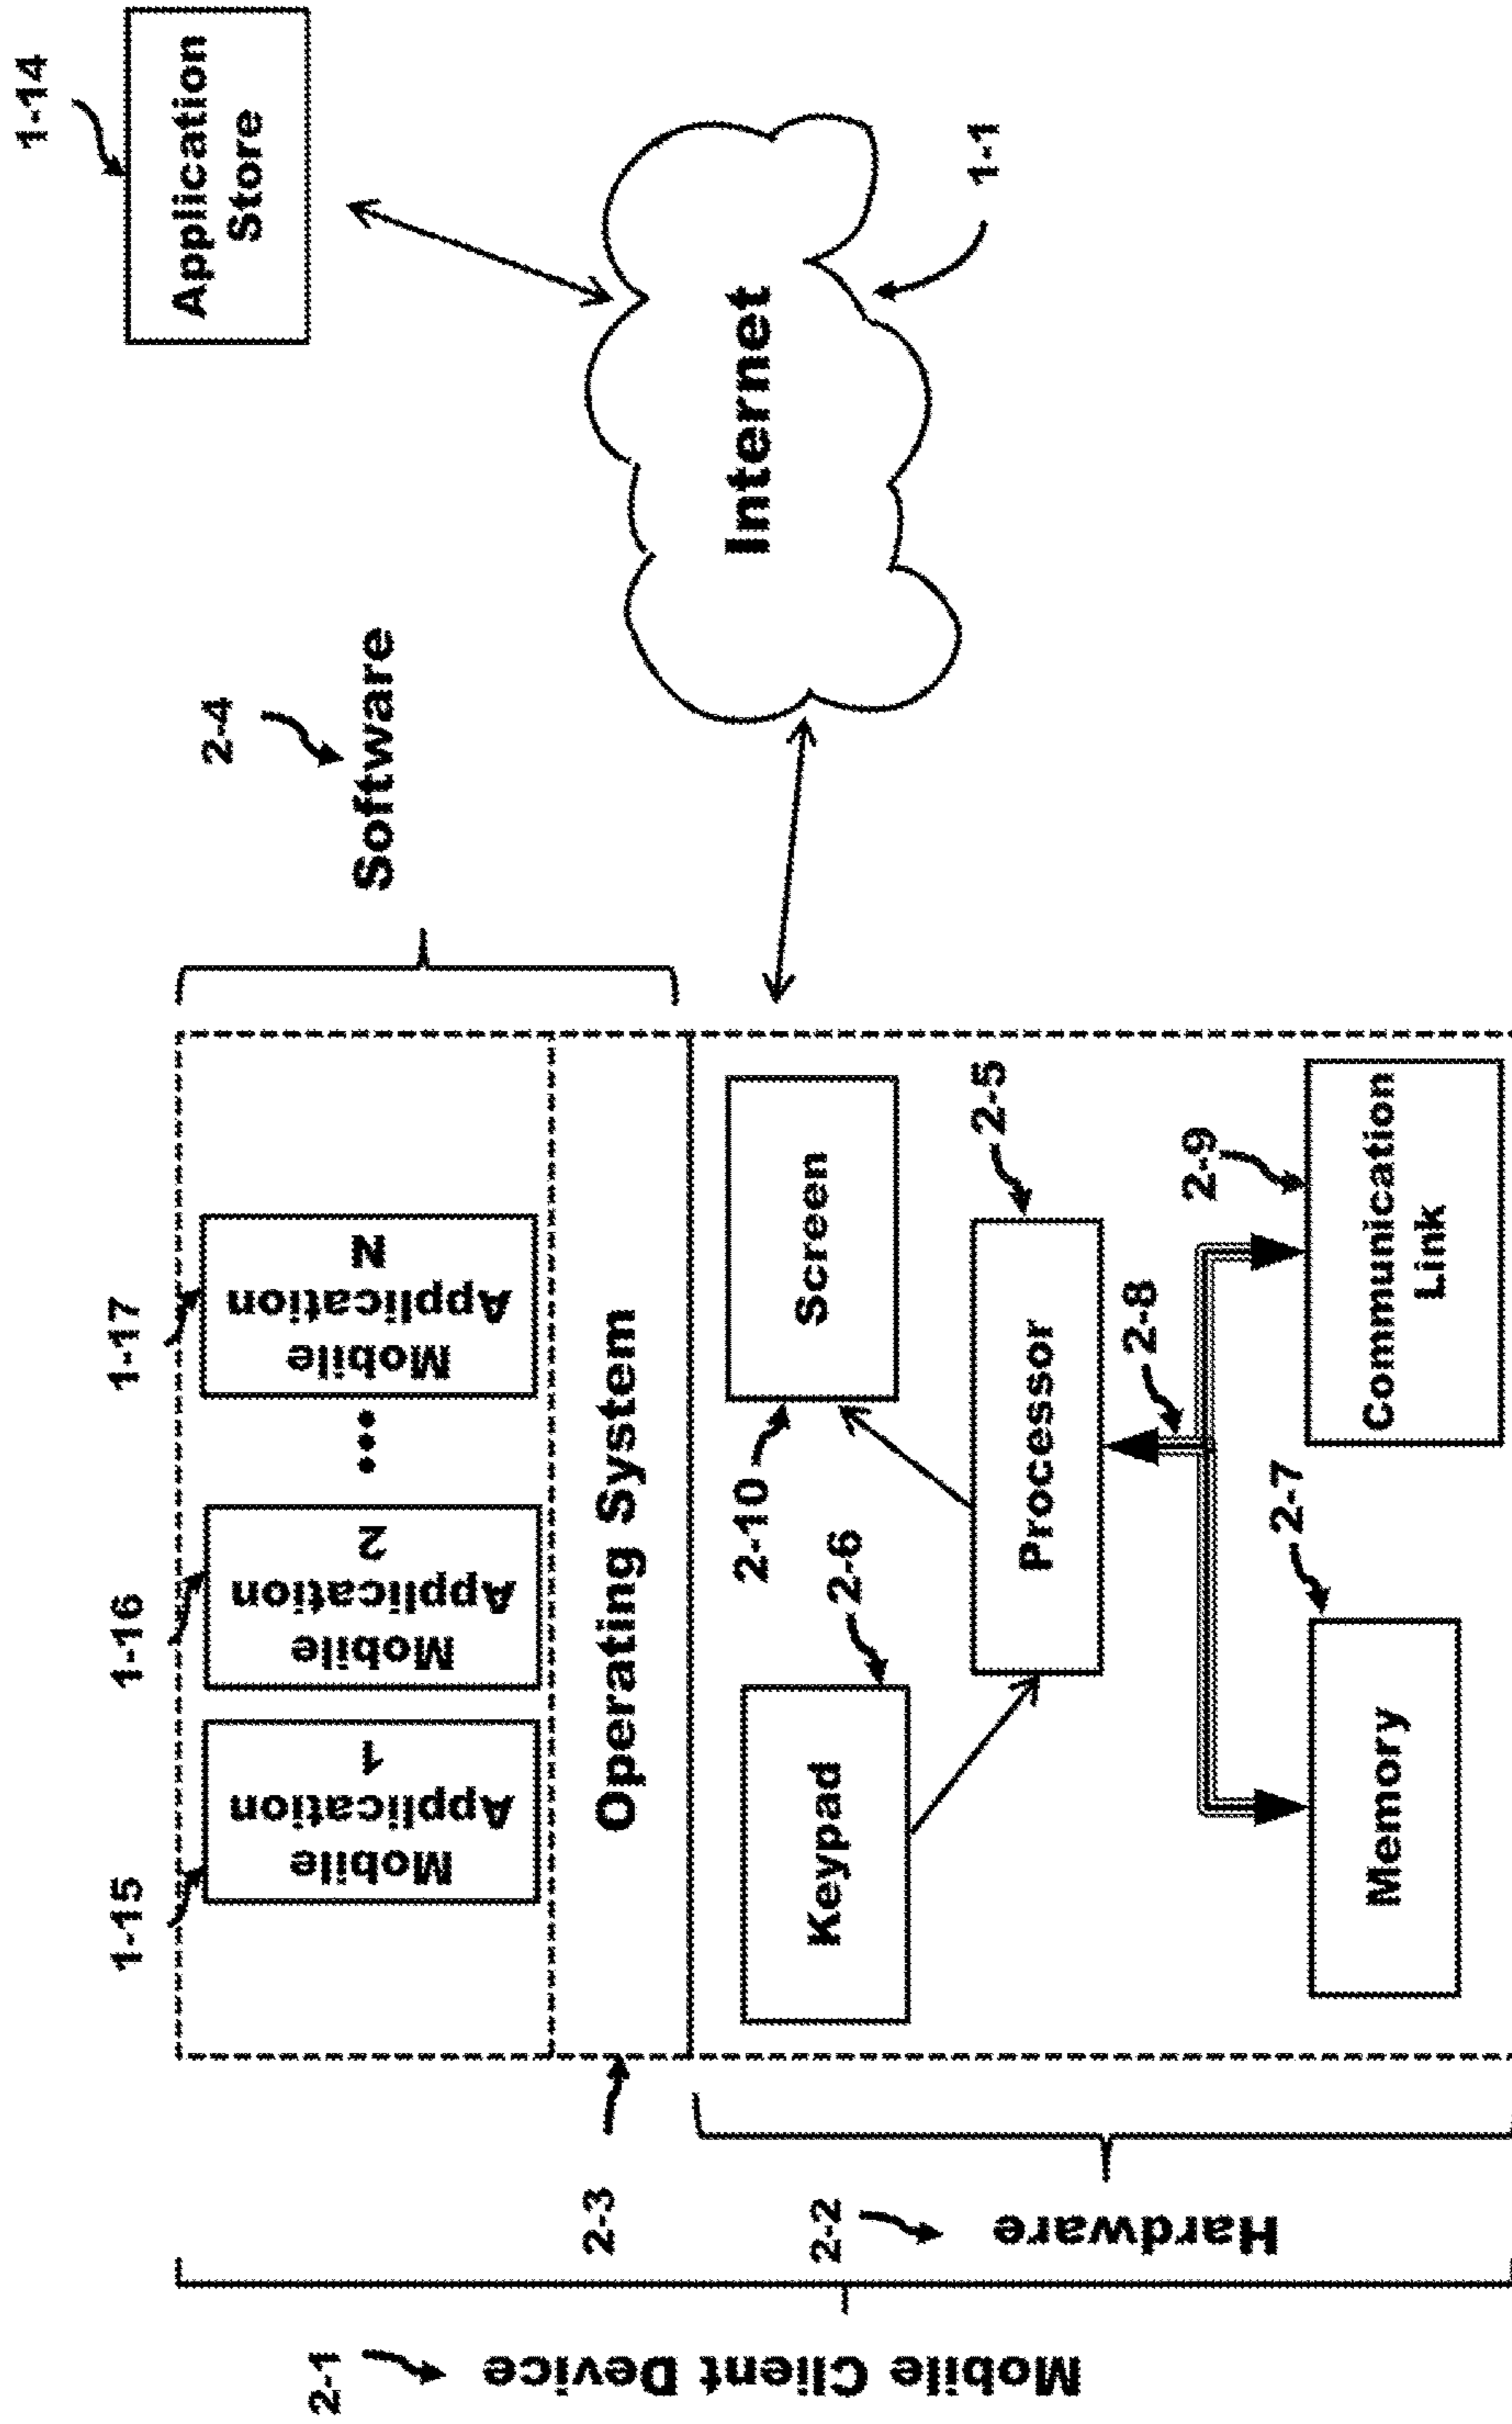 1-14
Application
Store
2-4
Software
Internet
1-1
1-15
1-16
1-17
Mobile
Application
1
Mobile
Application
2
•••
Mobile
Application
N
2-3
Operating System
2-1
Mobile Client Device
2-2
Hardware
Keypad
2-6
2-10
Screen
Processor
2-5
2-8
Memory
2-7
2-9
Communication
Link